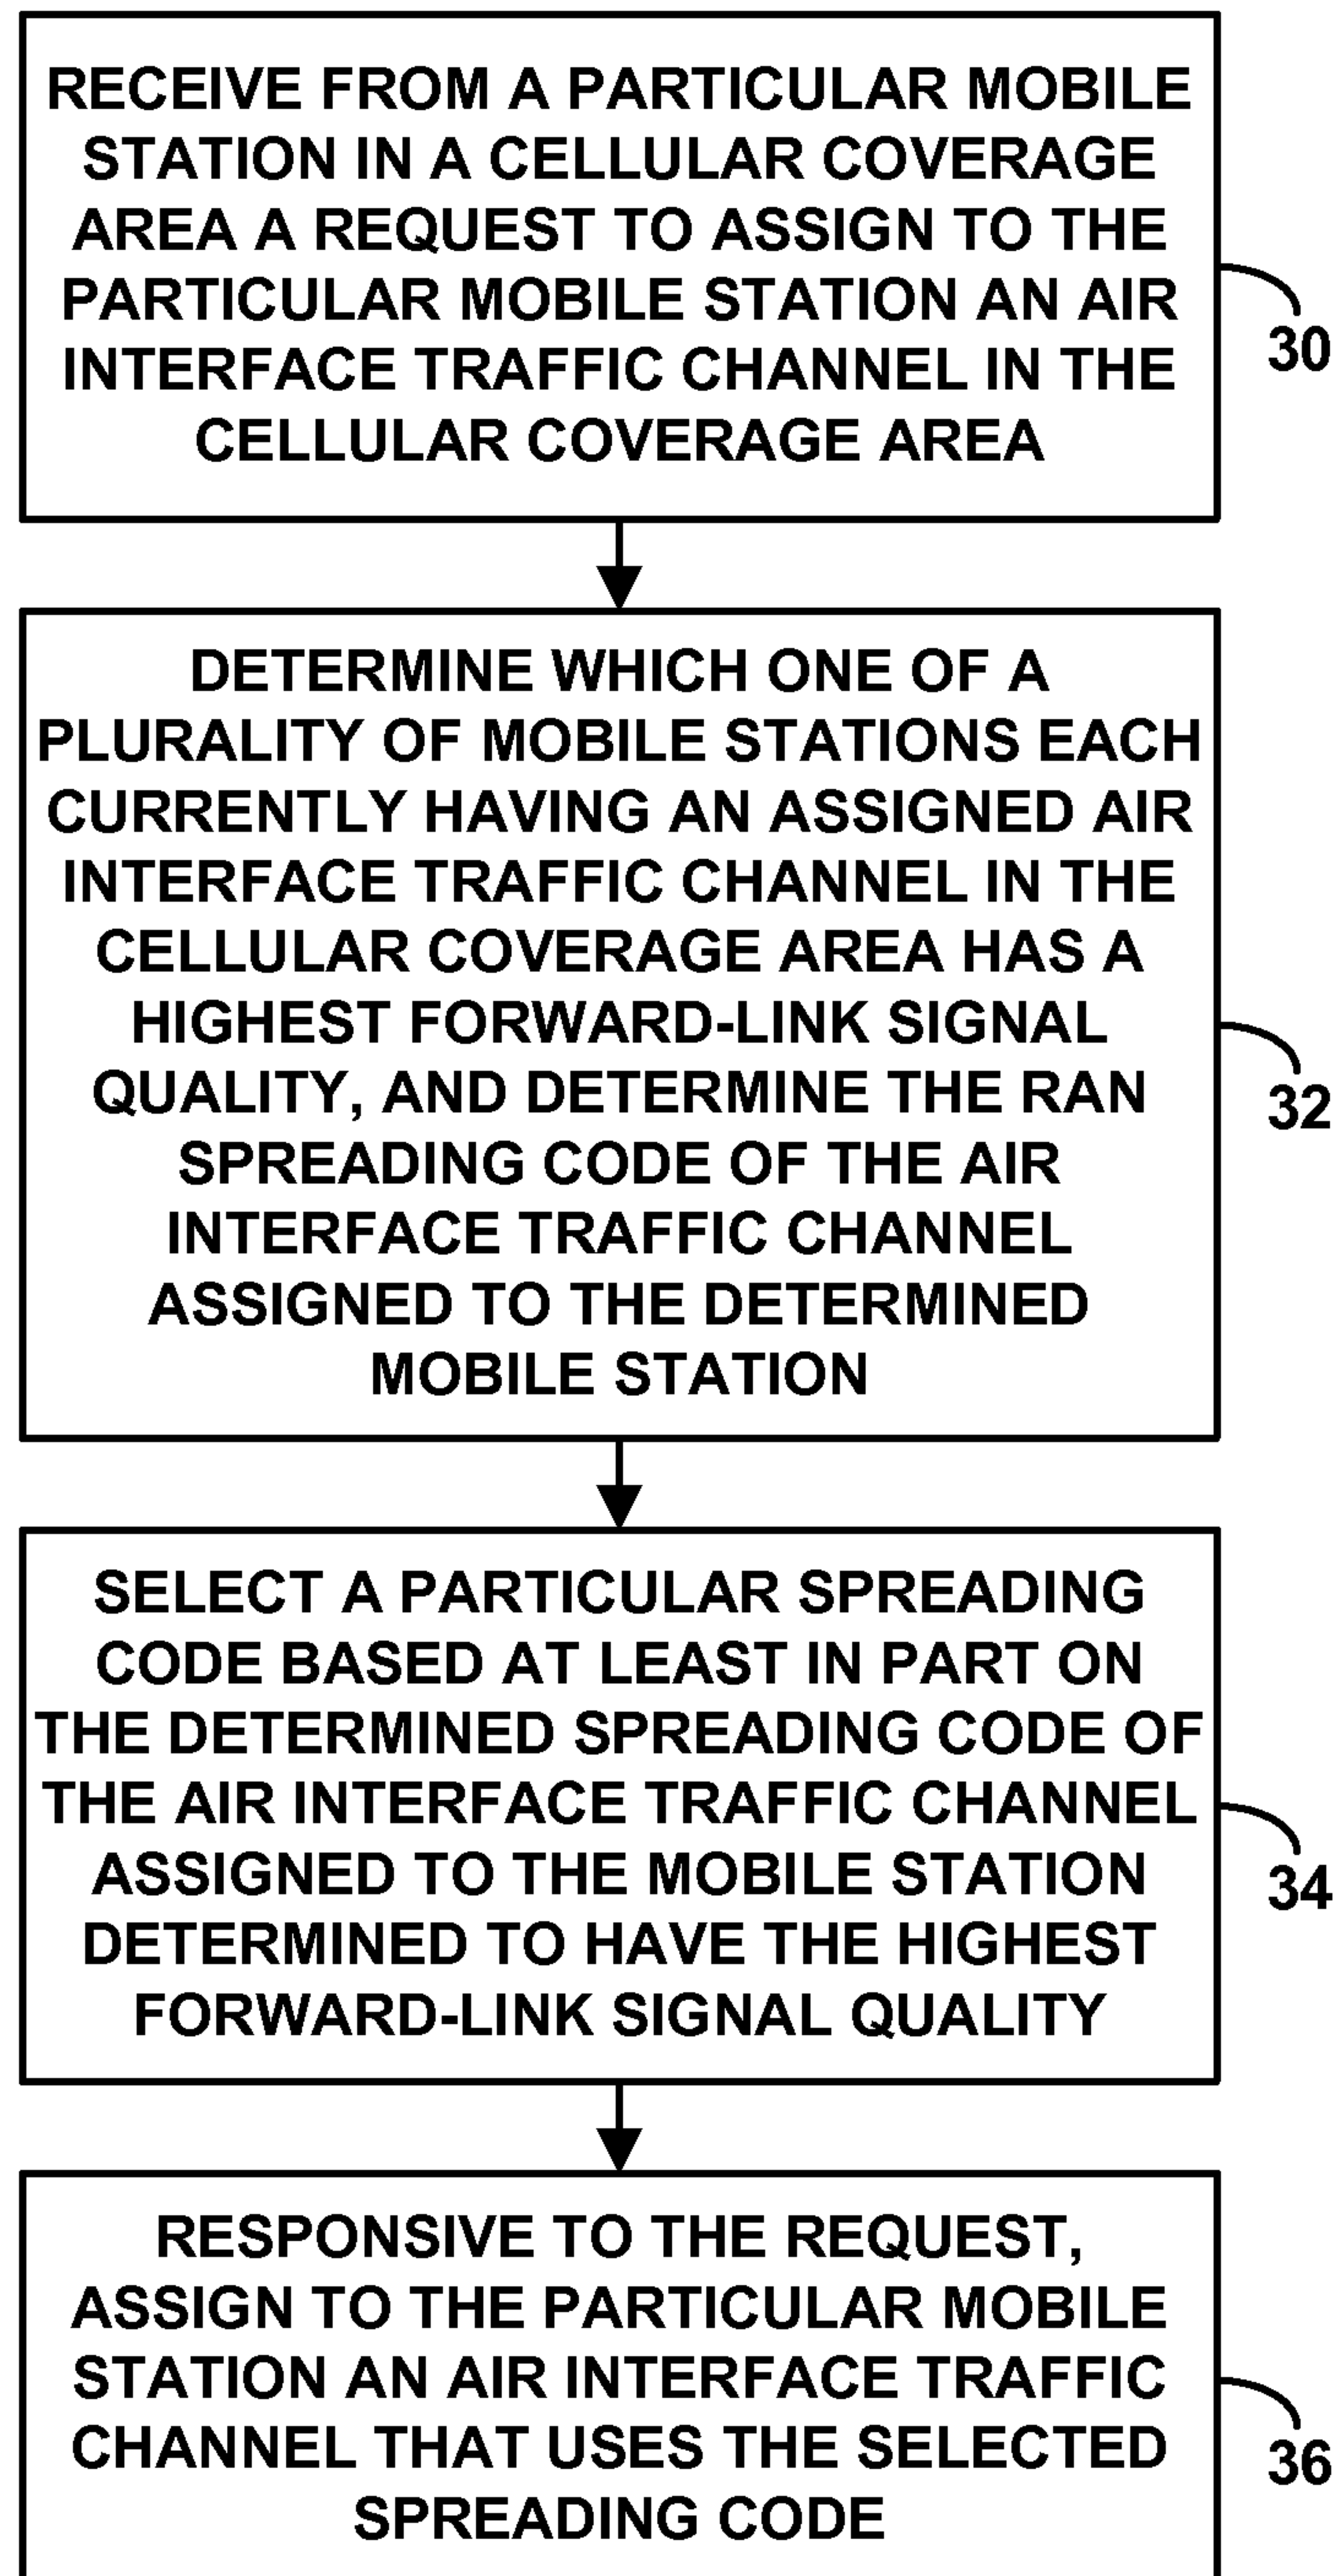 RECEIVE FROM A PARTICULAR MOBILE
STATION IN A CELLULAR COVERAGE
AREA A REQUEST TO ASSIGN TO THE
PARTICULAR MOBILE STATION AN AIR
INTERFACE TRAFFIC CHANNEL IN THE
CELLULAR COVERAGE AREA
30
DETERMINE WHICH ONE OF A
PLURALITY OF MOBILE STATIONS EACH
CURRENTLY HAVING AN ASSIGNED AIR
INTERFACE TRAFFIC CHANNEL IN THE
CELLULAR COVERAGE AREA HAS A
HIGHEST FORWARD-LINK SIGNAL
QUALITY, AND DETERMINE THE RAN
SPREADING CODE OF THE AIR
INTERFACE TRAFFIC CHANNEL
ASSIGNED TO THE DETERMINED
MOBILE STATION
32
SELECT A PARTICULAR SPREADING
CODE BASED AT LEAST IN PART ON
THE DETERMINED SPREADING CODE OF
THE AIR INTERFACE TRAFFIC CHANNEL
ASSIGNED TO THE MOBILE STATION
DETERMINED TO HAVE THE HIGHEST
FORWARD-LINK SIGNAL QUALITY
34
RESPONSIVE TO THE REQUEST,
ASSIGN TO THE PARTICULAR MOBILE
STATION AN AIR INTERFACE TRAFFIC
CHANNEL THAT USES THE SELECTED
SPREADING CODE
36